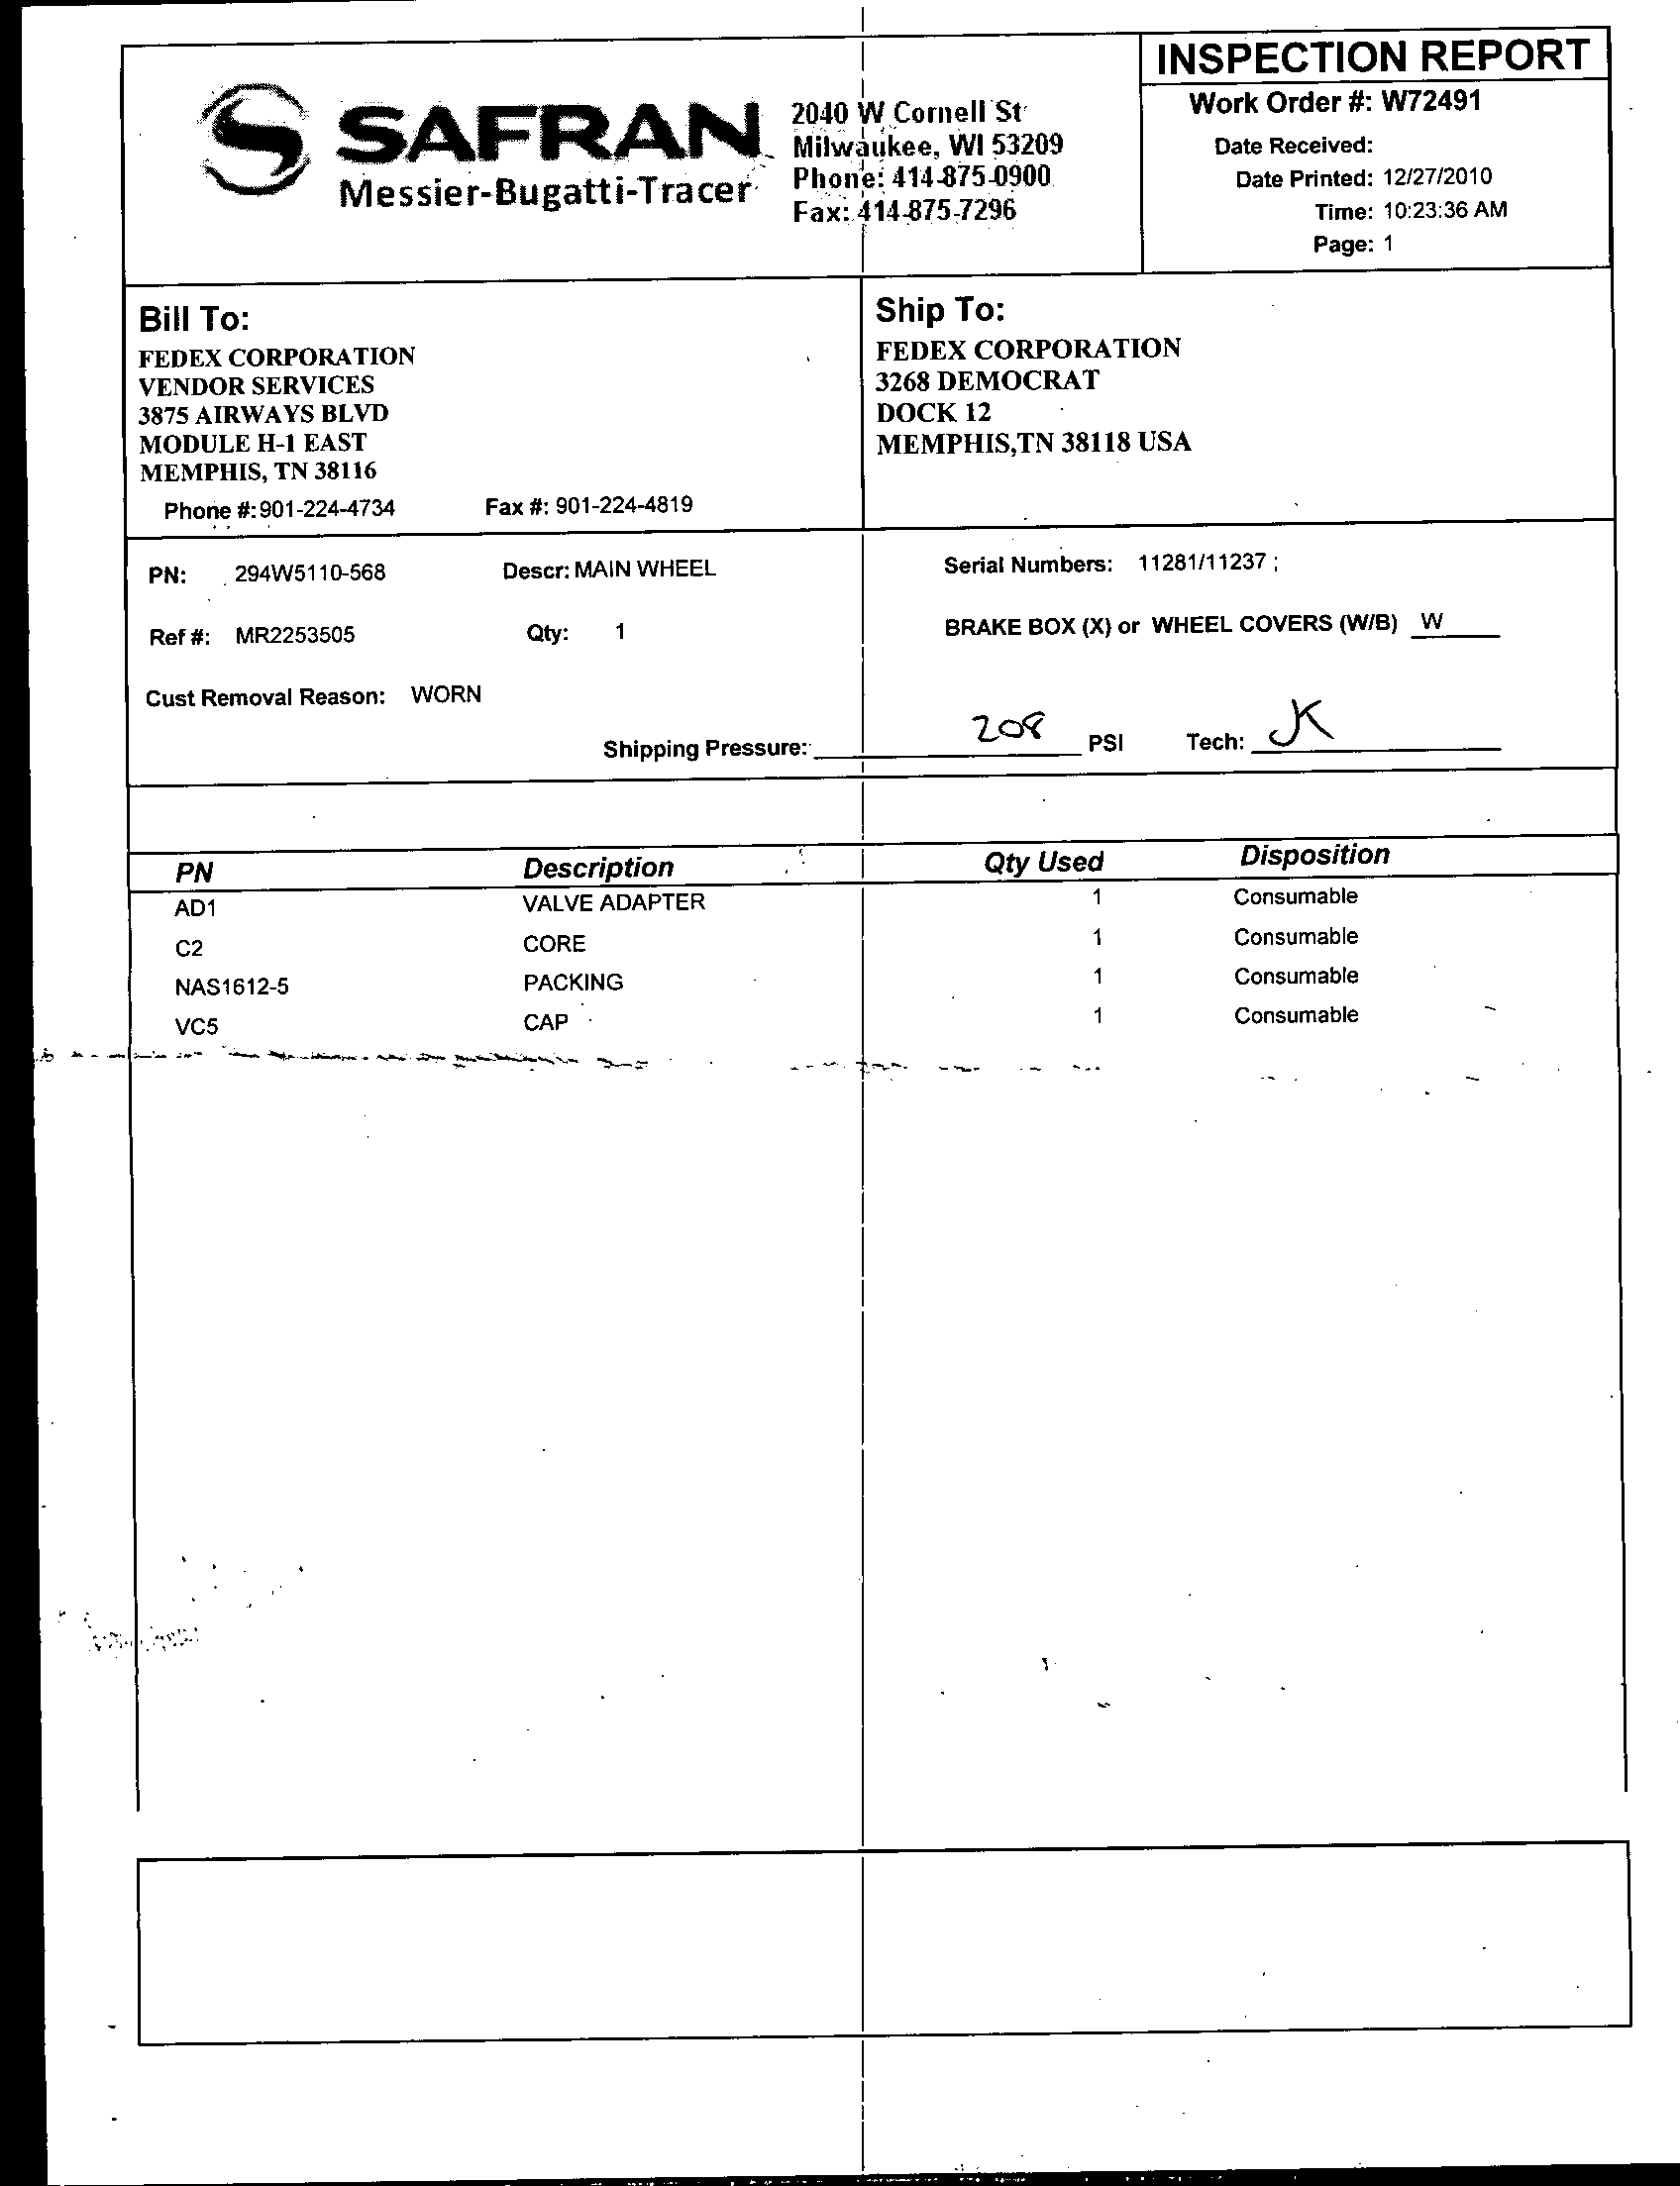 SAFRAN
Messier-Bugatti-Tracer
2040 W Cornell St
Milwaukee, WI 53209
Phone: 414-875-0900
Fax: 414-875-7296
INSPECTION REPORT
Work Order #: W72491
Date Received:
Date Printed: 12/27/2010
Time: 10:23:36 AM
Page: 1
Bill To:
FEDEX CORPORATION
VENDOR SERVICES
3875 AIRWAYS BLVD
MODULE H-1 EAST
MEMPHIS, TN 38116
Phone #: 901-224-4734 Fax #: 901-224-4819
Ship To:
FEDEX CORPORATION
3268 DEMOCRAT
DOCK 12
MEMPHIS,TN 38118 USA
PN: 294W5110-568 Descr: MAIN WHEEL Serial Numbers: 11281/11237 ;
Ref #: MR2253505 Qty: 1 BRAKE BOX (X) or WHEEL COVERS (W/B) W
Cust Removal Reason: WORN
Shipping Pressure: 208 PSI Tech: JK
PN Description Qty Used Disposition
AD1 VALVE ADAPTER 1 Consumable
C2 CORE 1 Consumable
NAS1612-5 PACKING 1 Consumable
VC5 CAP 1 Consumable